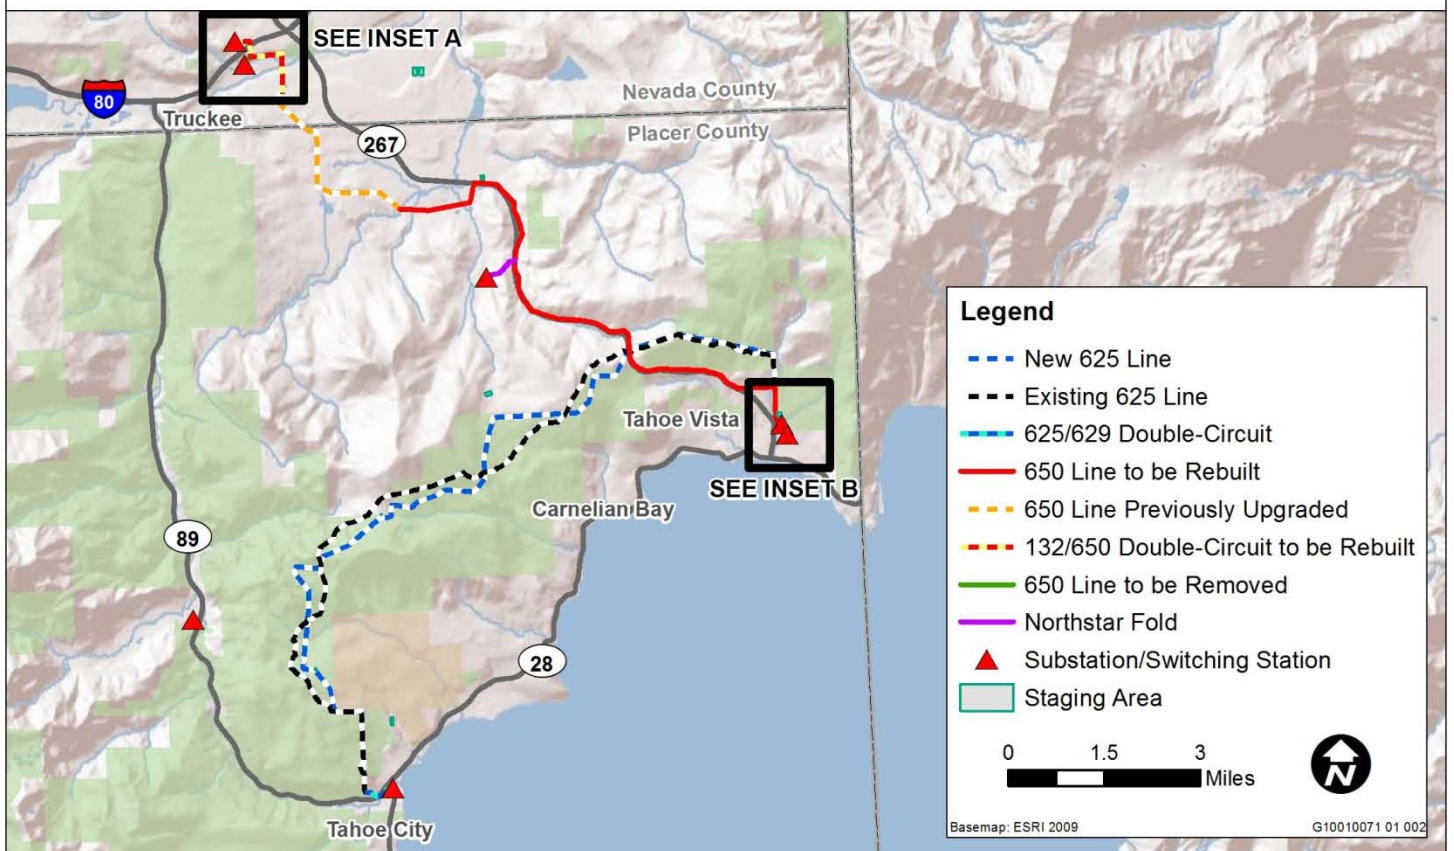 SEE INSET A
80
Nevada County
Truckee
Placer County
267
Legend
New 625 Line
Existing 625 Line
Tahoe Vista
625/629 Double-Circuit
650 Line to be Rebuilt
SEE INSET B
Carnelian Bay
650 Line Previously Upgraded
89
132/650 Double-Circuit to be Rebuilt
650 Line to be Removed
Northstar Fold
28
Substation/Switching Station
Staging Area
0 1.5 3
Miles
N
Tahoe City
Basemap: ESRI 2009
G10010071 01 002